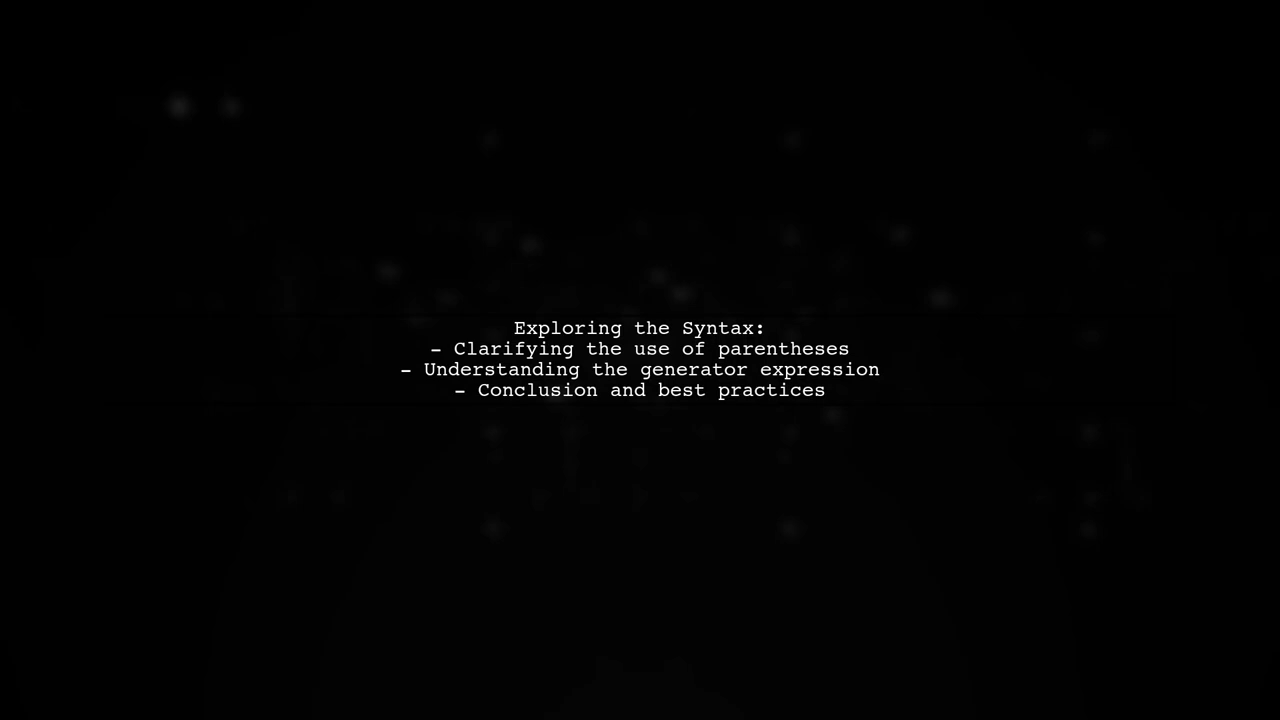 Exploring the Syntax:
- Clarifying the use of parentheses
- Understanding the generator expression
- Conclusion and best practices